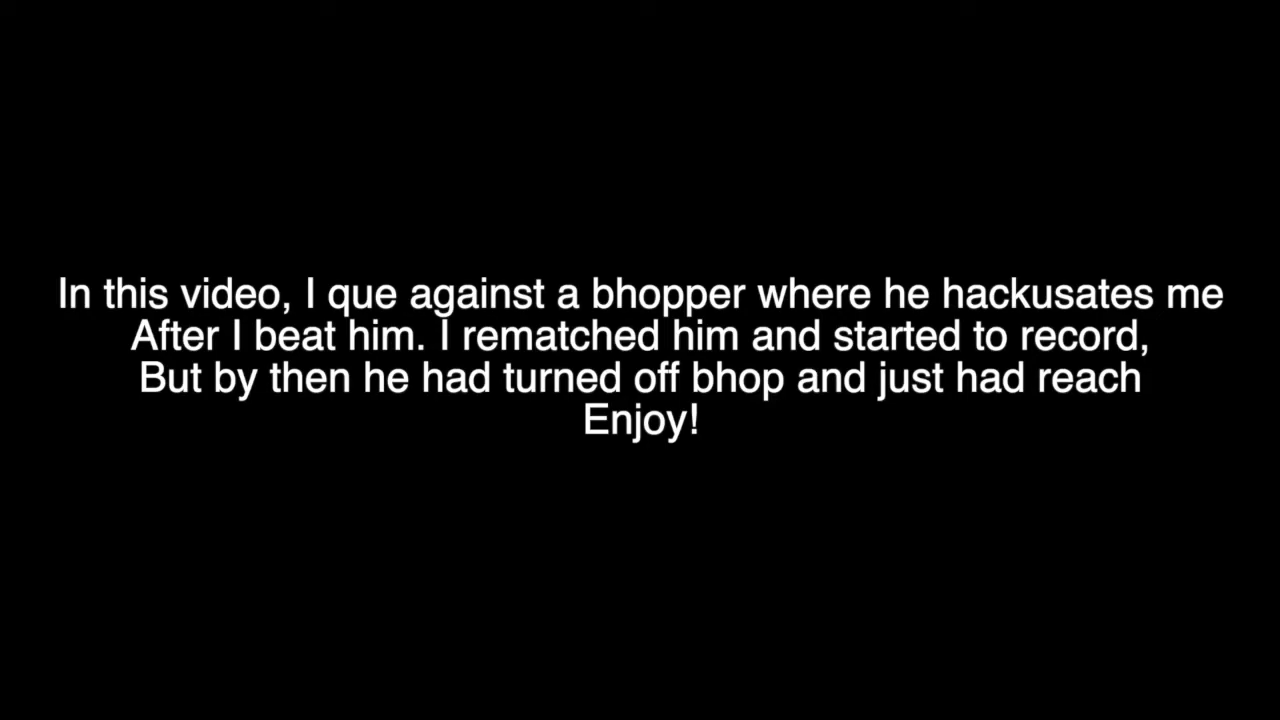 In this video, I que against a bhopper where he hackusates me
After I beat him. I rematched him and started to record,
But by then he had turned off bhop and just had reach
Enjoy!